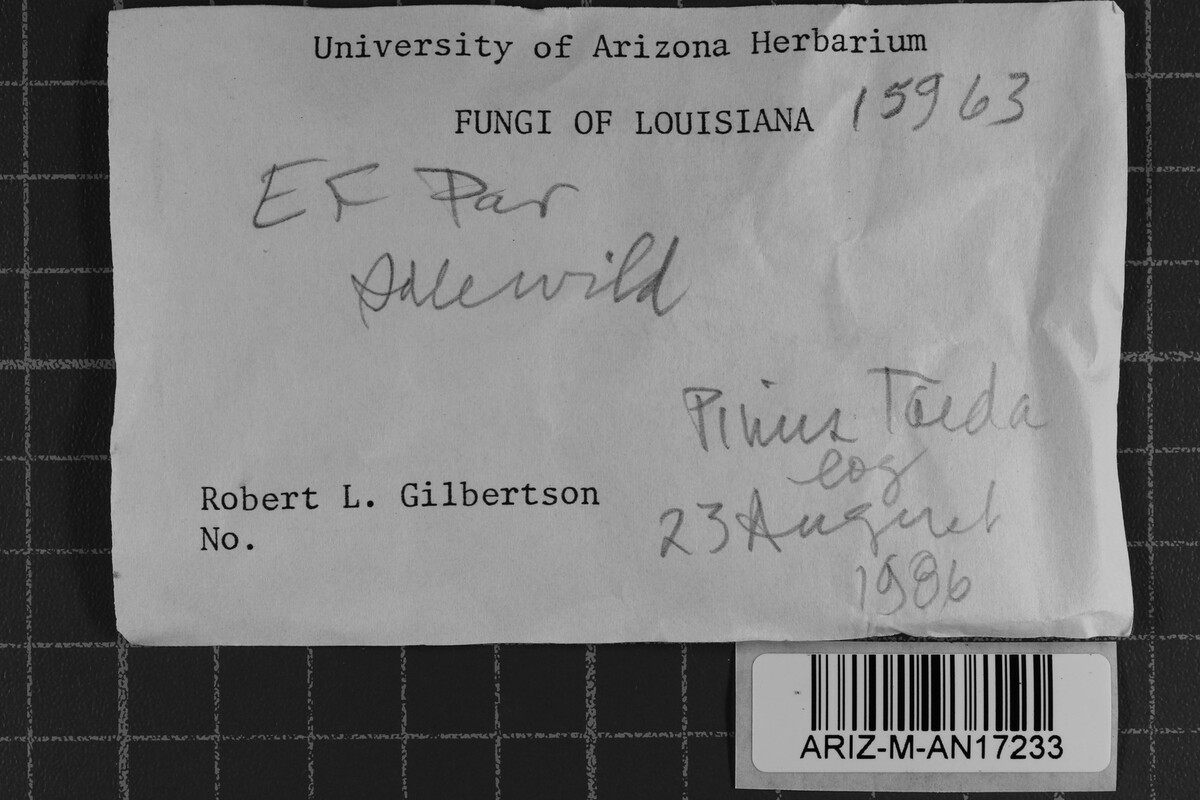 University of Arizona Herbarium
FUNGI OF LOUISIANA 15963
EF Par
Idlewild
Pinus Taeda
log
23 August
1986
Robert L. Gilbertson
No.
ARIZ-M-AN17233